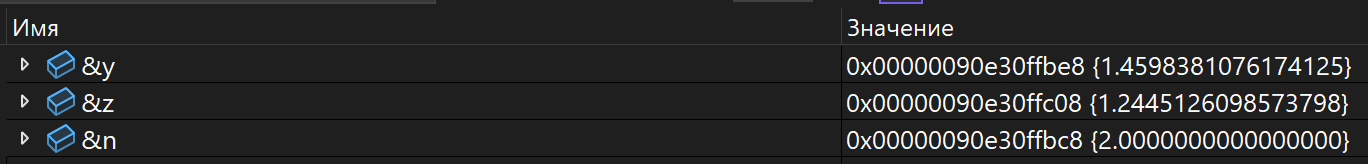 Имя Значение
&y 0x00000090e30ffbe8 {1.4598381076174125}
&z 0x00000090e30ffc08 {1.2445126098573798}
&n 0x00000090e30ffbc8 {2.0000000000000000}